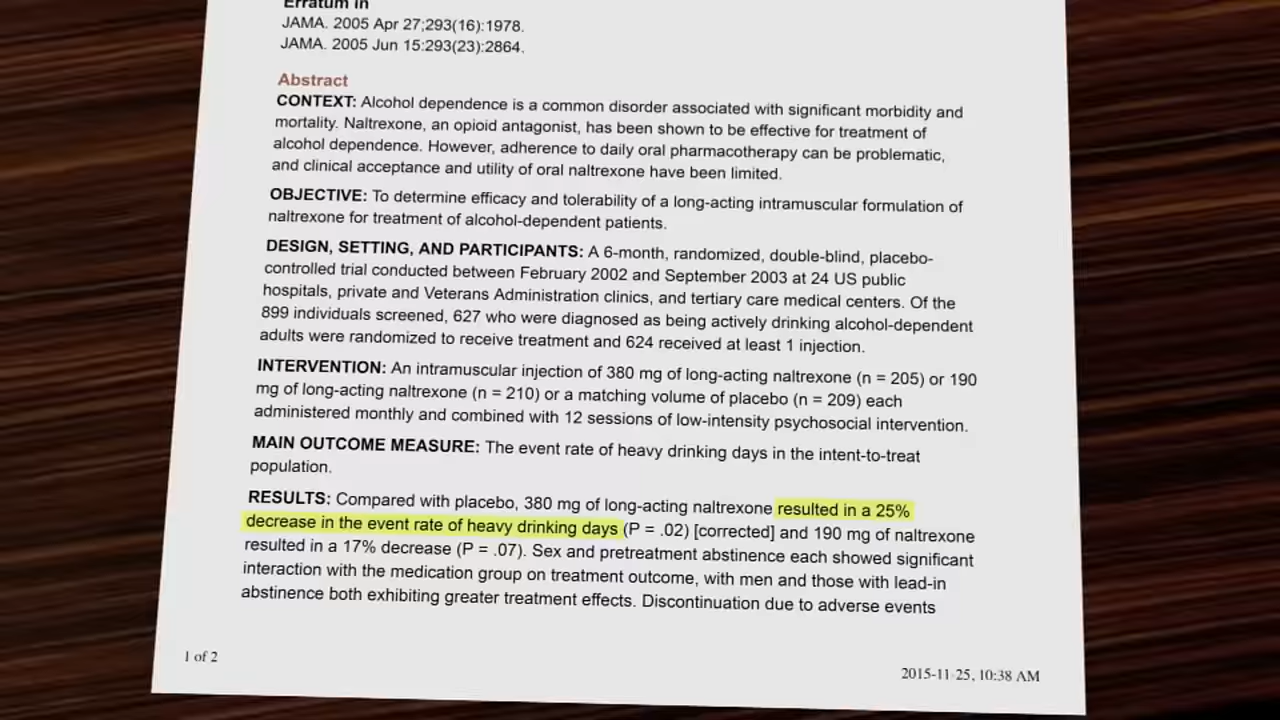 Erratum in
JAMA. 2005 Apr 27;293(16):1978.
JAMA. 2005 Jun 15:293(23):2864.
Abstract
CONTEXT: Alcohol dependence is a common disorder associated with significant morbidity and
mortality. Naltrexone, an opioid antagonist, has been shown to be effective for treatment of
alcohol dependence. However, adherence to daily oral pharmacotherapy can be problematic,
and clinical acceptance and utility of oral naltrexone have been limited.
OBJECTIVE: To determine efficacy and tolerability of a long-acting intramuscular formulation of
naltrexone for treatment of alcohol-dependent patients.
DESIGN, SETTING, AND PARTICIPANTS: A 6-month, randomized, double-blind, placebo-
controlled trial conducted between February 2002 and September 2003 at 24 US public
hospitals, private and Veterans Administration clinics, and tertiary care medical centers. Of the
899 individuals screened, 627 who were diagnosed as being actively drinking alcohol-dependent
adults were randomized to receive treatment and 624 received at least 1 injection.
INTERVENTION: An intramuscular injection of 380 mg of long-acting naltrexone (n = 205) or 190
mg of long-acting naltrexone (n = 210) or a matching volume of placebo (n = 209) each
administered monthly and combined with 12 sessions of low-intensity psychosocial intervention.
MAIN OUTCOME MEASURE: The event rate of heavy drinking days in the intent-to-treat
population.
RESULTS: Compared with placebo, 380 mg of long-acting naltrexone resulted in a 25%
decrease in the event rate of heavy drinking days (P = .02) [corrected] and 190 mg of naltrexone
resulted in a 17% decrease (P = .07). Sex and pretreatment abstinence each showed significant
interaction with the medication group on treatment outcome, with men and those with lead-in
abstinence both exhibiting greater treatment effects. Discontinuation due to adverse events
1 of 2
2015-11-25, 10:38 AM